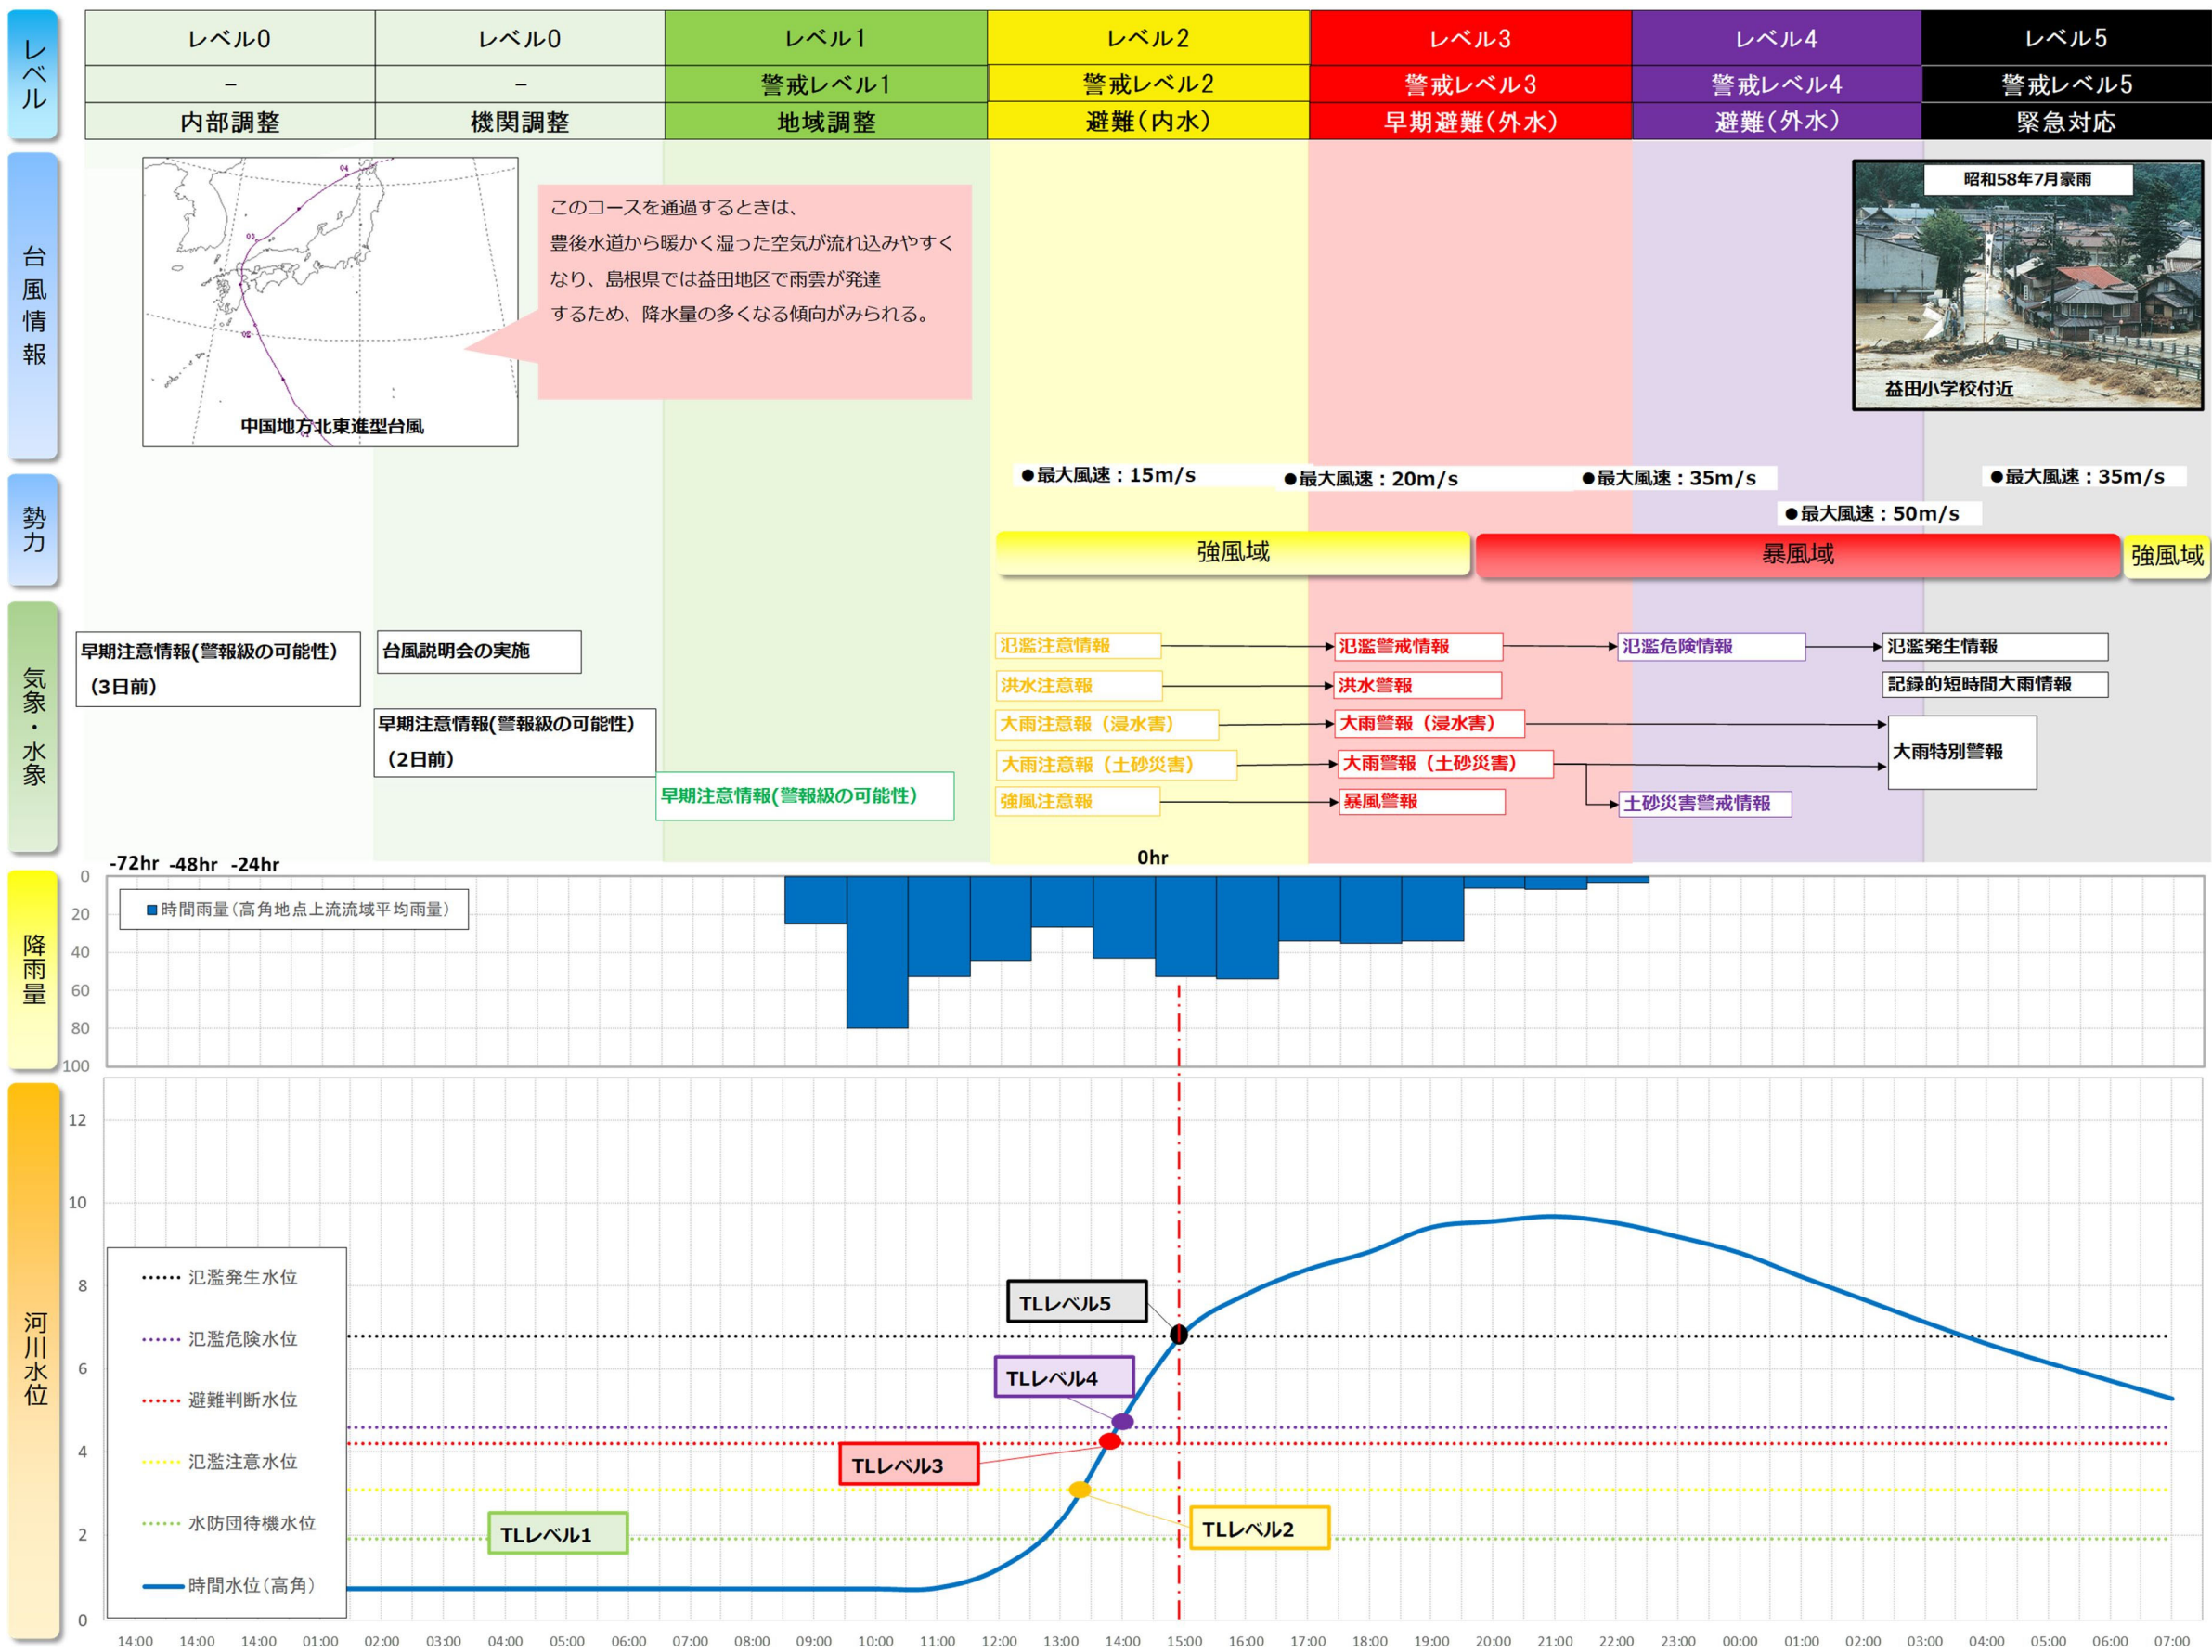 レベル
レベル0
レベル0
レベル1
レベル2
レベル3
レベル4
レベル5
－
－
警戒レベル1
警戒レベル2
警戒レベル3
警戒レベル4
警戒レベル5
内部調整
機関調整
地域調整
避難(内水)
早期避難(外水)
避難(外水)
緊急対応
台風情報
04
03
02
中国地方北東進型台風
このコースを通過するときは、
豊後水道から暖かく湿った空気が流れ込みやすく
なり、島根県では益田地区で雨雲が発達
するため、降水量の多くなる傾向がみられる。
昭和58年7月豪雨
益田小学校付近
勢力
●最大風速：15m/s
●最大風速：20m/s
●最大風速：35m/s
●最大風速：35m/s
●最大風速：50m/s
強風域
暴風域
強風域
気象・水象
早期注意情報(警報級の可能性)
（3日前）
台風説明会の実施
早期注意情報(警報級の可能性)
（2日前）
早期注意情報(警報級の可能性)
氾濫注意情報
氾濫警戒情報
氾濫危険情報
氾濫発生情報
洪水注意報
洪水警報
記録的短時間大雨情報
大雨注意報（浸水害）
大雨警報（浸水害）
大雨特別警報
大雨注意報（土砂災害）
大雨警報（土砂災害）
強風注意報
暴風警報
土砂災害警戒情報
-72hr
-48hr
-24hr
0hr
降雨量
0
20
40
60
80
100
時間雨量(高角地点上流流域平均雨量)
河川水位
12
10
8
6
4
2
0
氾濫発生水位
氾濫危険水位
避難判断水位
氾濫注意水位
水防団待機水位
時間水位(高角)
TLレベル5
TLレベル4
TLレベル3
TLレベル2
TLレベル1
14:00
14:00
14:00
01:00
02:00
03:00
04:00
05:00
06:00
07:00
08:00
09:00
10:00
11:00
12:00
13:00
14:00
15:00
16:00
17:00
18:00
19:00
20:00
21:00
22:00
23:00
00:00
01:00
02:00
03:00
04:00
05:00
06:00
07:00